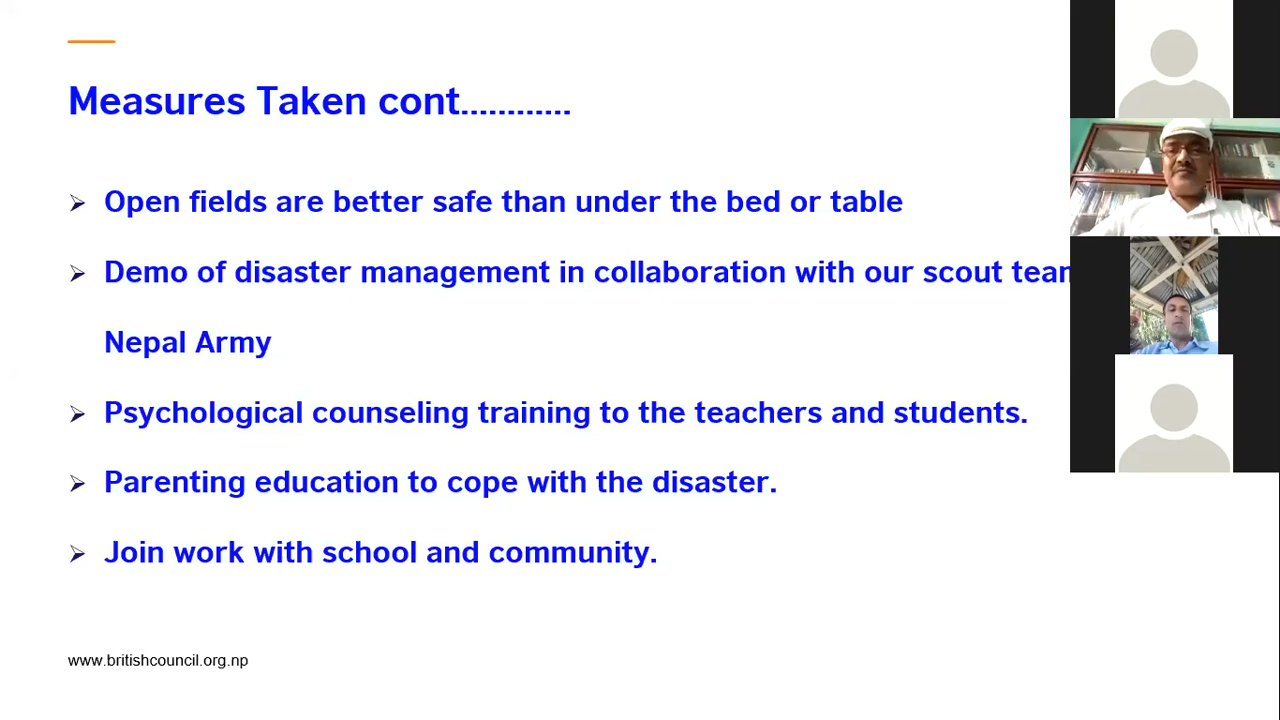 Measures Taken cont............
Open fields are better safe than under the bed or table
Demo of disaster management in collaboration with our scout
Nepal Army
Psychological counseling training to the teachers and students.
Parenting education to cope with the disaster.
Join work with school and community.
www.britishcouncil.org.np